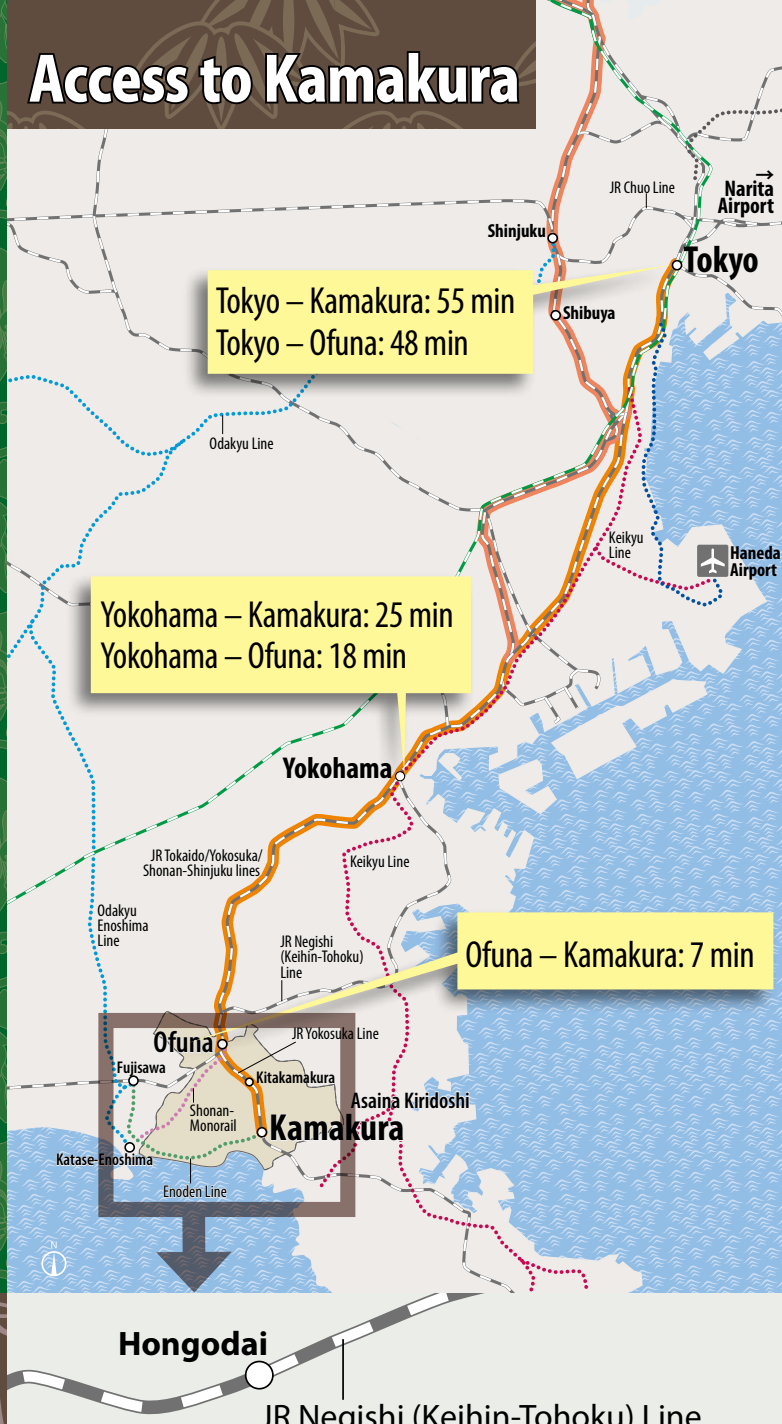 Access to Kamakura
JR Chuo Line
→
Narita
Airport
Shinjuku
Tokyo
Tokyo – Kamakura: 55 min
Tokyo – Ofuna: 48 min
Shibuya
Odakyu Line
Keikyu
Line
Haneda
Airport
Yokohama – Kamakura: 25 min
Yokohama – Ofuna: 18 min
Yokohama
JR Tokaido/Yokosuka/
Shonan-Shinjuku lines
Keikyu Line
Odakyu
Enoshima
Line
JR Negishi
(Keihin-Tohoku)
Line
Ofuna – Kamakura: 7 min
Ofuna
JR Yokosuka Line
Fujisawa
Kitakamakura
Shonan-
Monorail
Asaina Kiridoshi
Kamakura
Katase-Enoshima
Enoden Line
N
Hongodai
JR Negishi (Keihin-Tohoku) Line